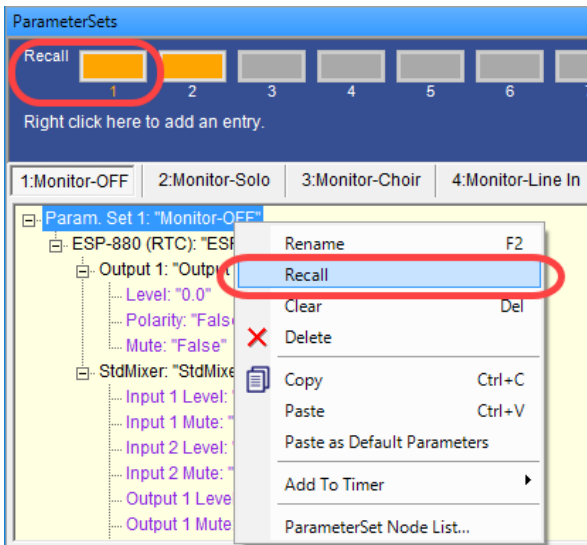 ParameterSets
Recall
1 2 3 4 5 6
Right click here to add an entry.
1:Monitor-OFF 2:Monitor-Solo 3:Monitor-Choir 4:Monitor-Line In
Param. Set 1: "Monitor-OFF"
ESP-880 (RTC): "ESP
Rename F2
Output 1: "Output
Recall
Level: "0.0"
Clear Del
Polarity: "False
Delete
Mute: "False"
StdMixer: "StdMixe
Copy Ctrl+C
Input 1 Level: "
Paste Ctrl+V
Input 1 Mute: "
Paste as Default Parameters
Input 2 Level: "
Input 2 Mute: "
Add To Timer
Output 1 Leve
Output 1 Mute
ParameterSet Node List...